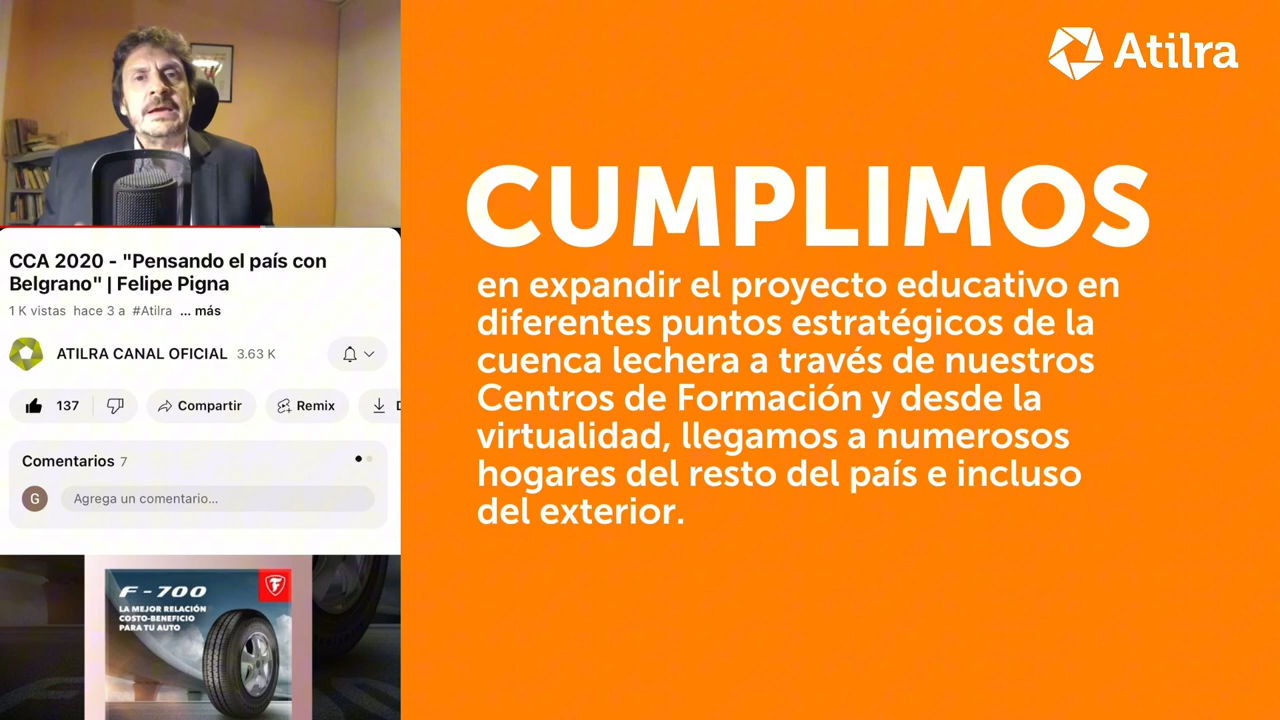 CCA 2020 - "Pensando el país con
Belgrano" | Felipe Pigna
1 K vistas hace 3 a #Atilra ... más
ATILRA CANAL OFICIAL 3.63 K
137 Compartir Remix D
Comentarios 7
G Agrega un comentario...
F-700
LA MEJOR RELACIÓN
COSTO-BENEFICIO
PARA TU AUTO
Atilra
CUMPLIMOS
en expandir el proyecto educativo en
diferentes puntos estratégicos de la
cuenca lechera a través de nuestros
Centros de Formación y desde la
virtualidad, llegamos a numerosos
hogares del resto del país e incluso
del exterior.